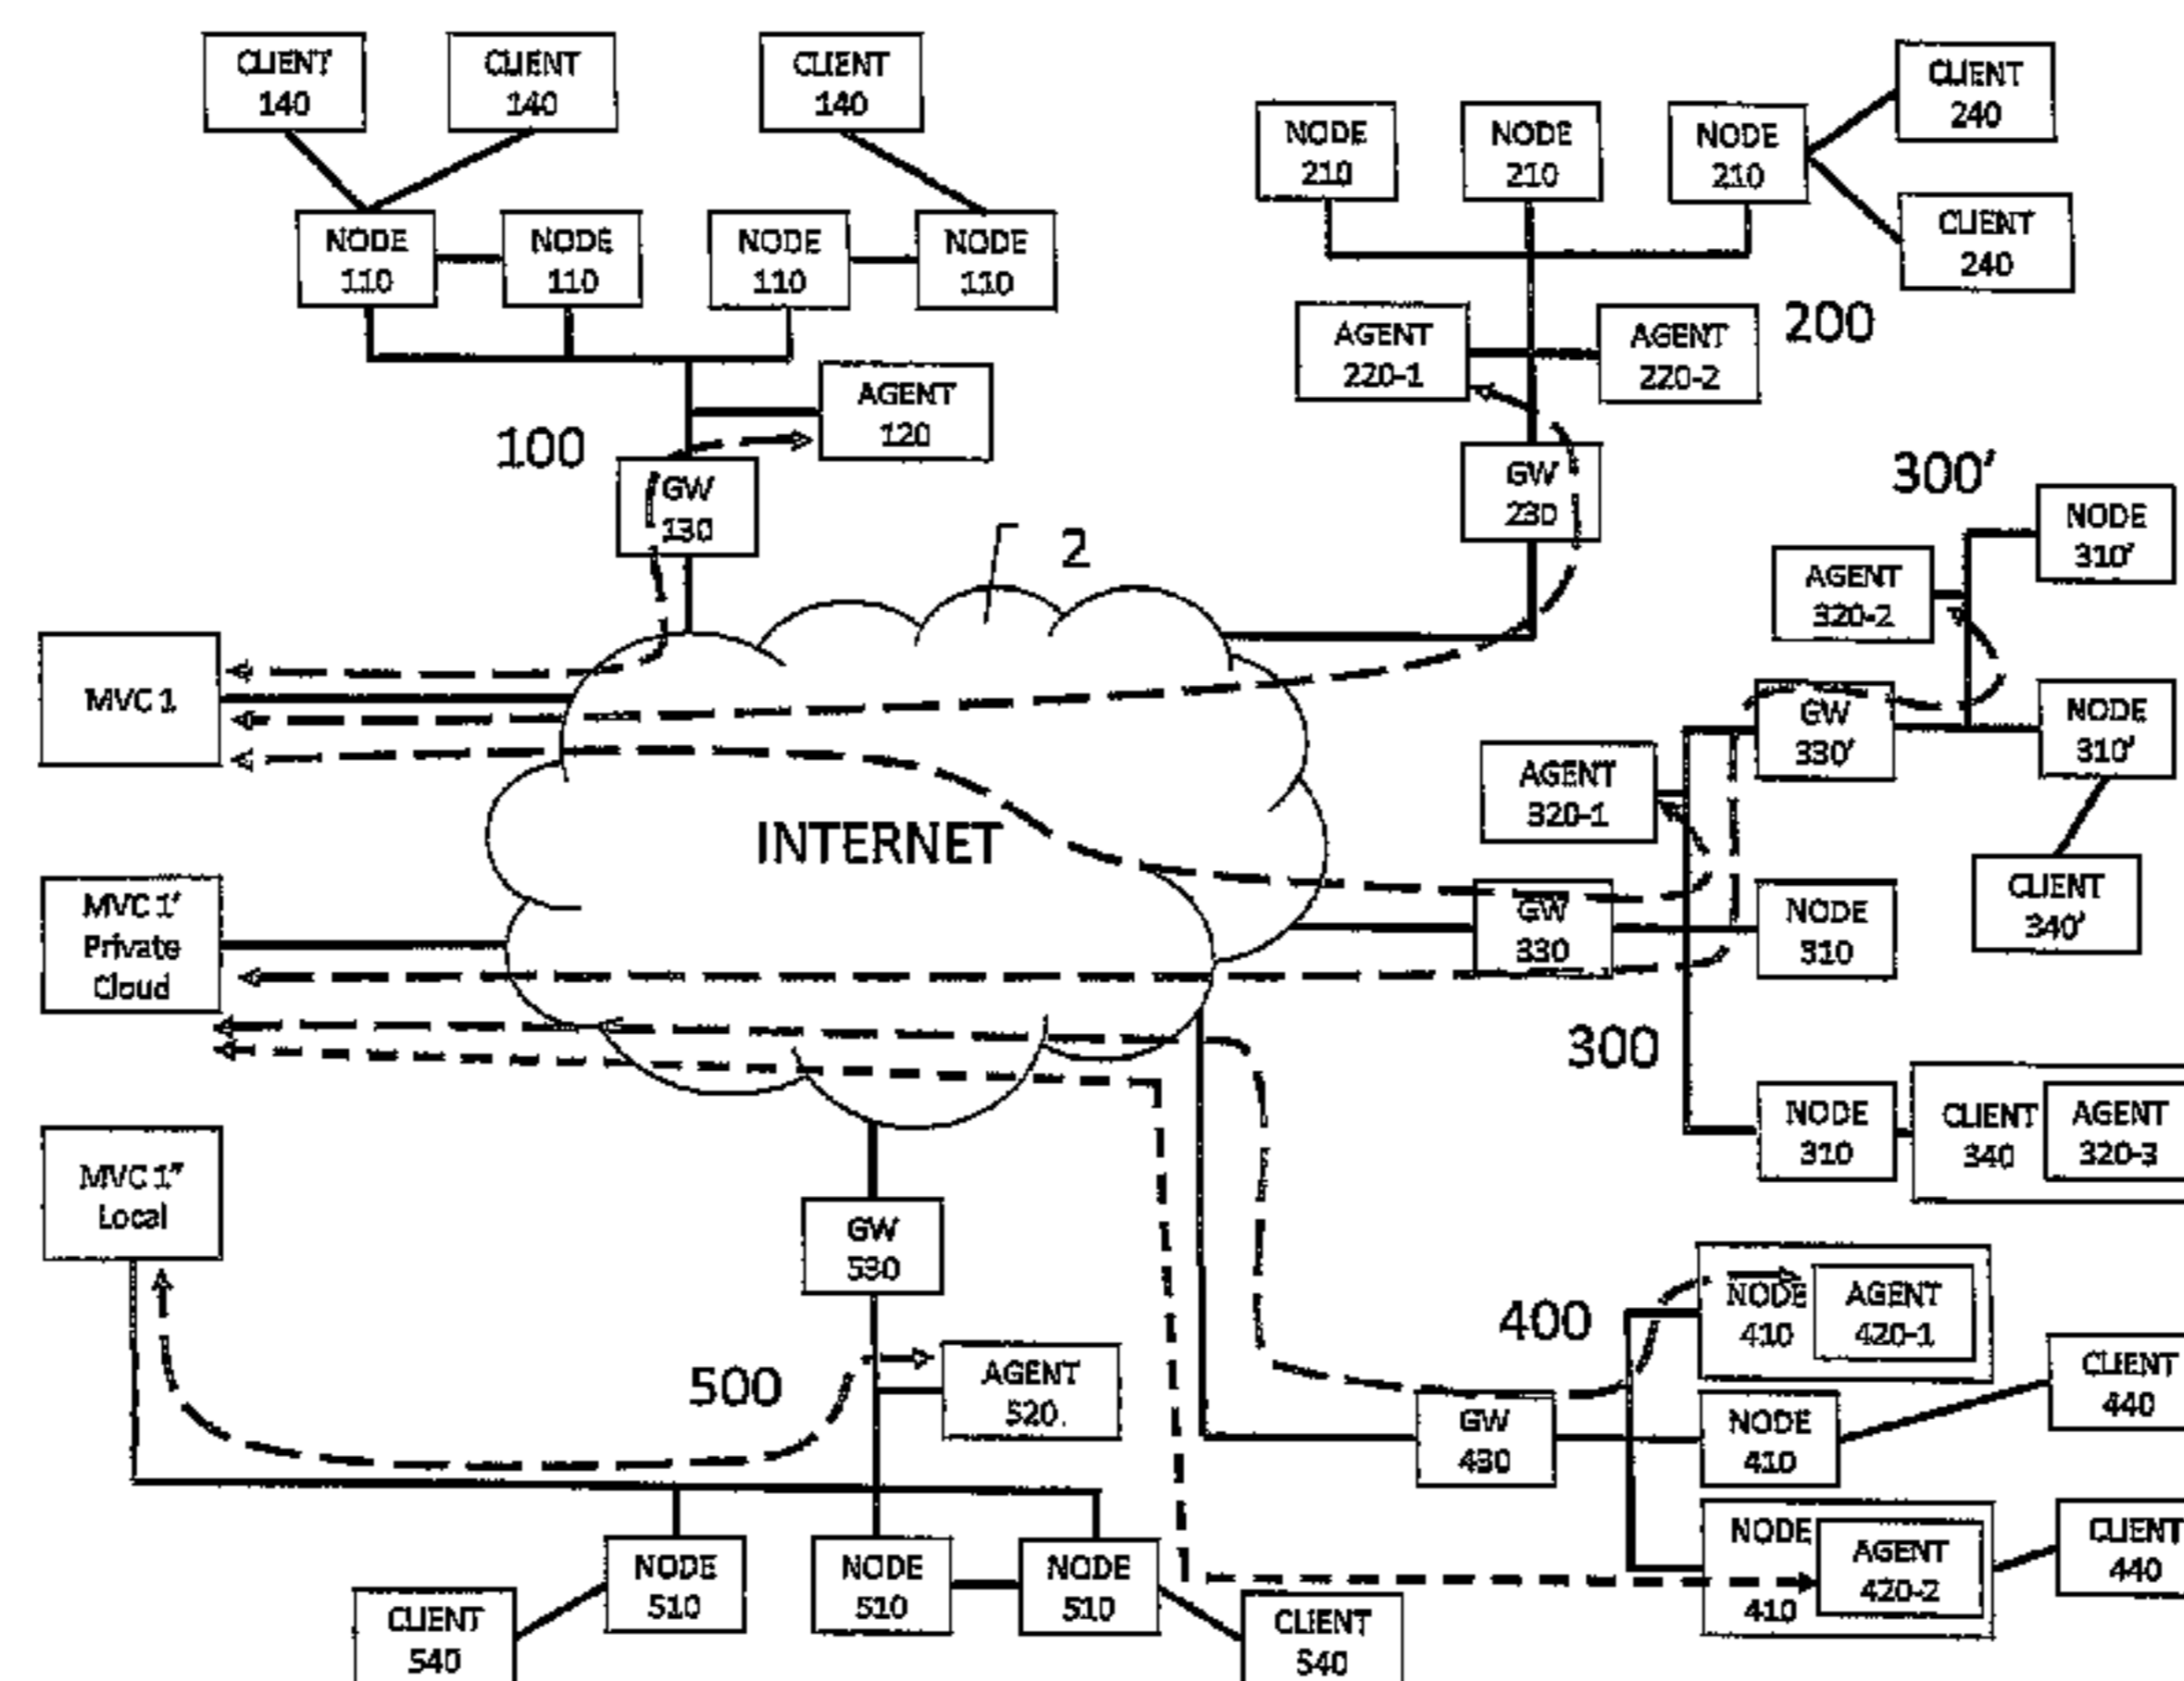 CLIENT
140
CLIENT
140
CLIENT
140
NODE
110
NODE
110
NODE
110
NODE
110
AGENT
120
100
GW
130
NODE
210
NODE
210
NODE
210
CLIENT
240
CLIENT
240
200
AGENT
220-1
AGENT
220-2
GW
230
300'
NODE
310'
AGENT
320-2
GW
330'
NODE
310'
CLIENT
340'
2
MVC 1
INTERNET
AGENT
320-1
GW
330
NODE
310
MVC 1'
Private
Cloud
300
NODE
310
CLIENT
340
AGENT
320-3
MVC 1"
Local
GW
530
500
AGENT
520
400
NODE
410
AGENT
420-1
GW
430
NODE
410
CLIENT
440
NODE
410
AGENT
420-2
CLIENT
440
NODE
510
NODE
510
NODE
510
CLIENT
540
CLIENT
540